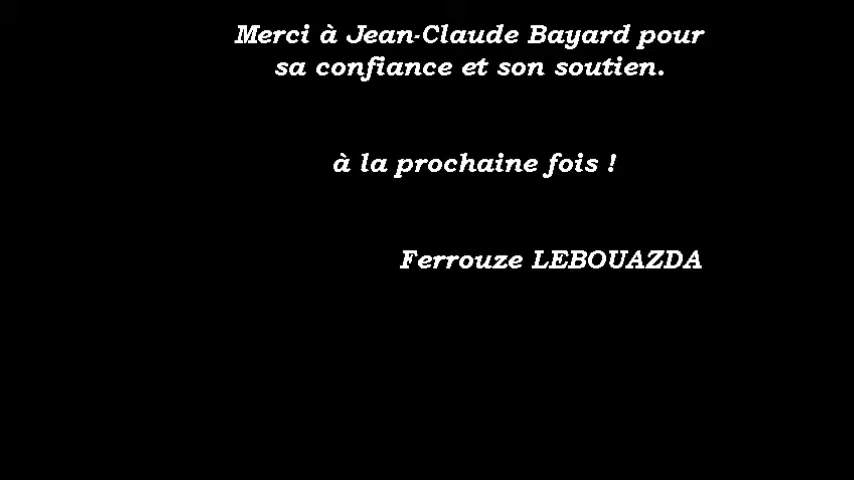 Merci à Jean-Claude Bayard pour
sa confiance et son soutien.
à la prochaine fois !
Ferrouze LEBOUAZDA